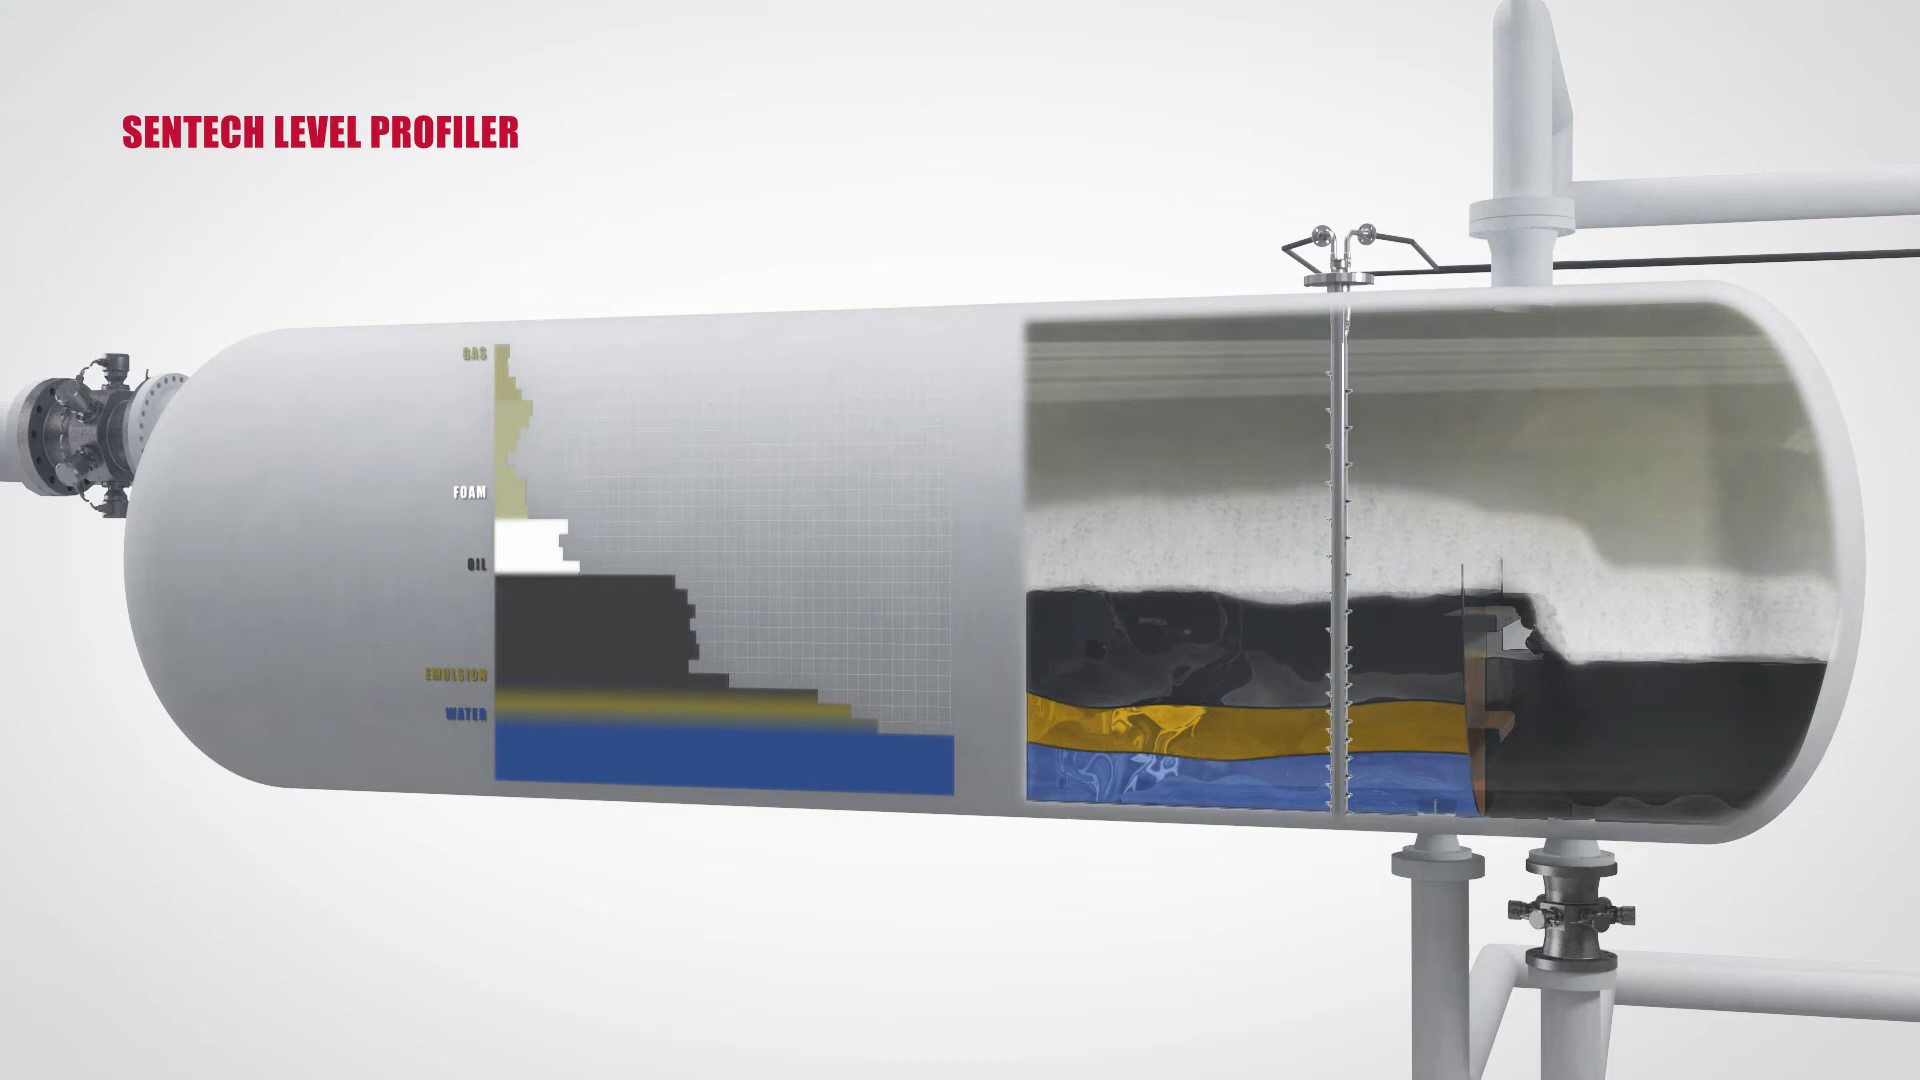 SENTECH LEVEL PROFILER
GAS
FOAM
OIL
EMULSION
WATER